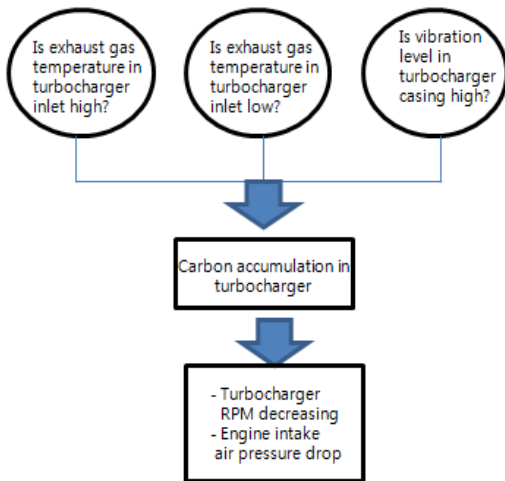 Is exhaust gas
temperature in
turbocharger
inlet high?
Is exhaust gas
temperature in
turbocharger
inlet low?
Is vibration
level in
turbocharger
casing high?
Carbon accumulation in
turbocharger
- Turbocharger
RPM decreasing
- Engine intake
air pressure drop